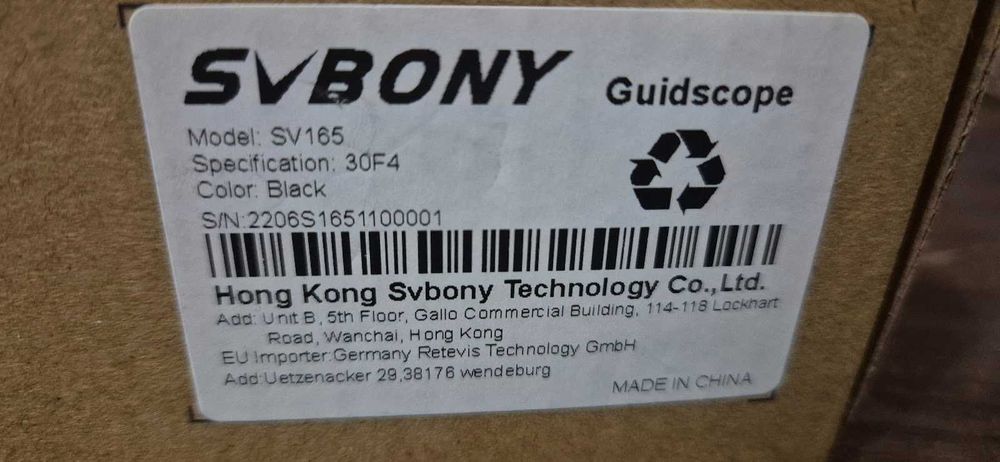 SVBONY Guidscope
Model: SV165
Specification: 30F4
Color: Black
S/N:2206S1651100001
Hong Kong Svbony Technology Co.,Ltd.
Add: Unit B, 5th Floor, Gallo Commercial Building, 114-118 Lockhart
Road, Wanchai, Hong Kong
EU Importer:Germany Retevis Technology GmbH
Add:Uetzenacker 29,38176 wendeburg
MADE IN CHINA